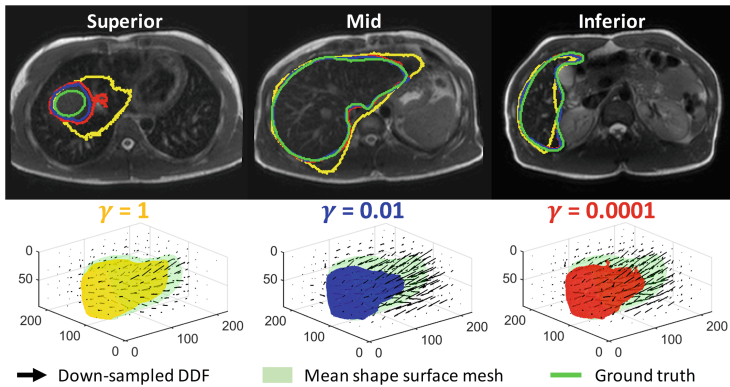 Superior Mid Inferior
γ = 1 γ = 0.01 γ = 0.0001
0 0 0
50 50 50
200 100 0 0 100 200
200 100 0 0 100 200
200 100 0 0 100 200
Down-sampled DDF Mean shape surface mesh Ground truth